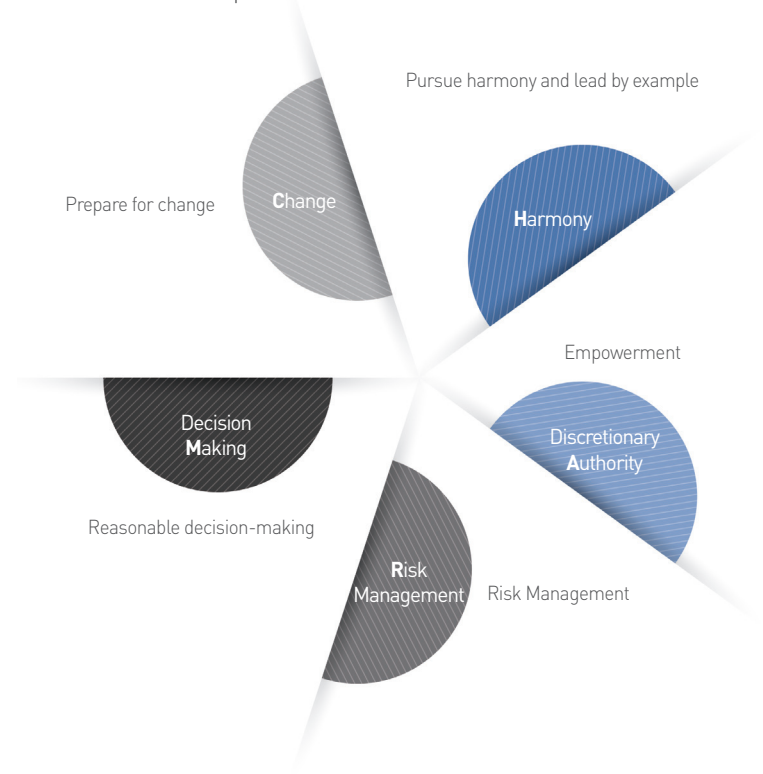 Pursue harmony and lead by example
Prepare for change
Change
Harmony
Empowerment
Decision
Making
Discretionary
Authority
Reasonable decision-making
Risk
Management
Risk Management